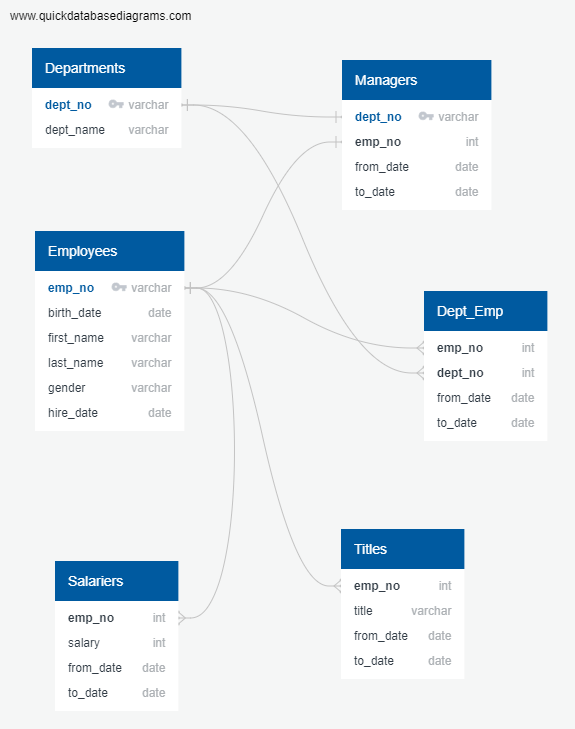 www.quickdatabasediagrams.com
Departments
dept_no varchar
dept_name varchar
Managers
dept_no varchar
emp_no int
from_date date
to_date date
Employees
emp_no varchar
birth_date date
first_name varchar
last_name varchar
gender varchar
hire_date date
Dept_Emp
emp_no int
dept_no int
from_date date
to_date date
Titles
emp_no int
title varchar
from_date date
to_date date
Salariers
emp_no int
salary int
from_date date
to_date date